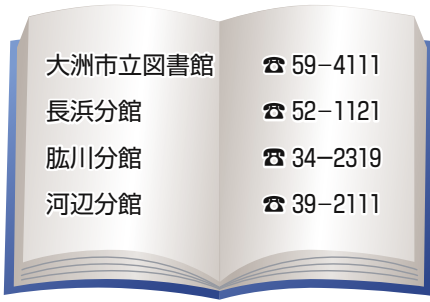 大洲市立図書館 ☎ 59−4111
長浜分館 ☎ 52−1121
肱川分館 ☎ 34−2319
河辺分館 ☎ 39−2111